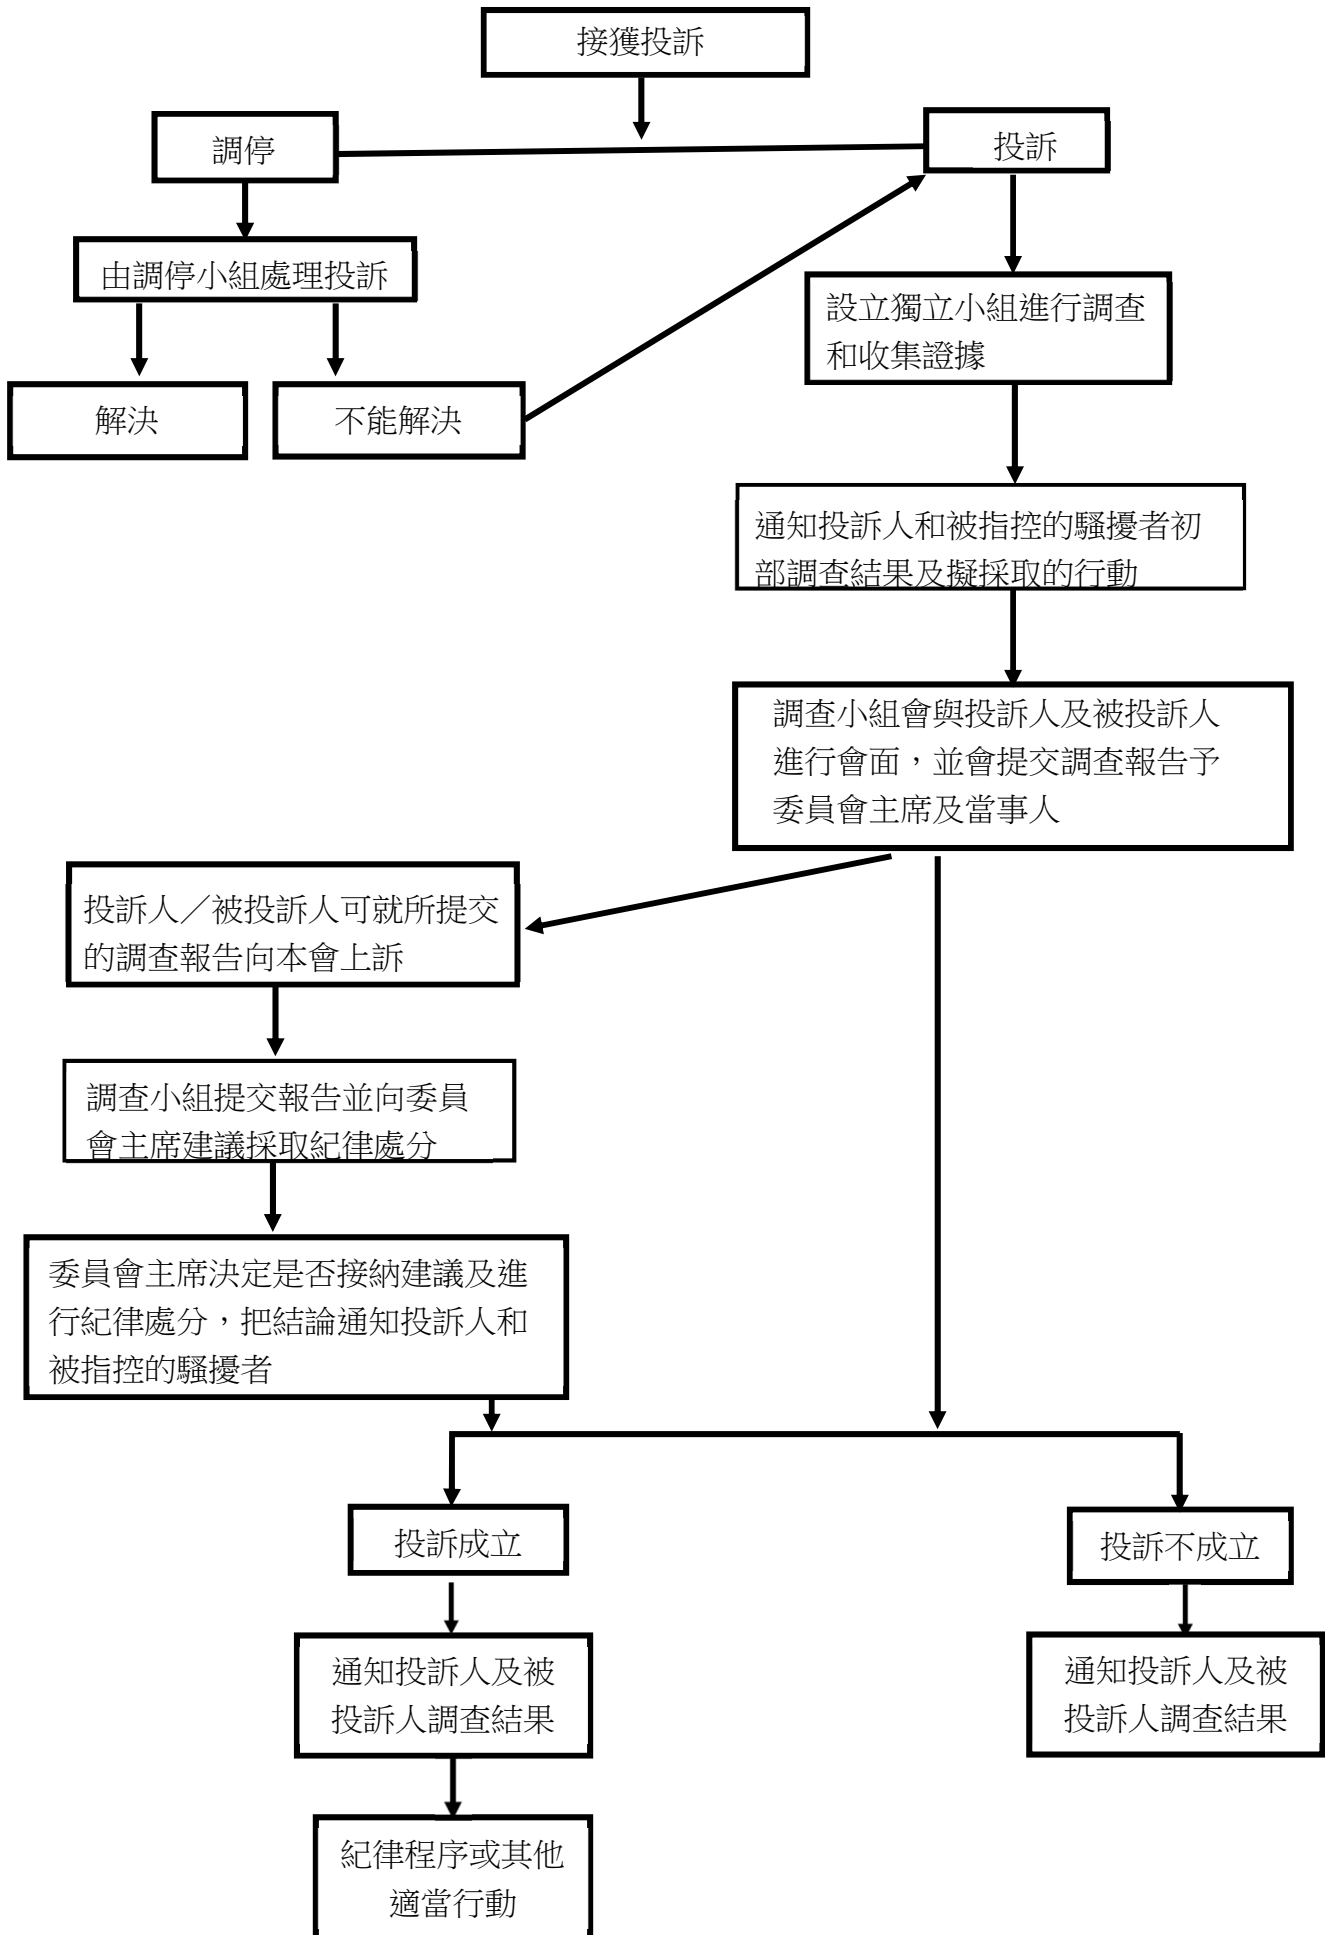 接獲投訴
調停
投訴
由調停小組處理投訴
設立獨立小組進行調查
和收集證據
解決
不能解決
通知投訴人和被指控的騷擾者初
部調查結果及擬採取的行動
調查小組會與投訴人及被投訴人
進行會面，並會提交調查報告予
委員會主席及當事人
投訴人／被投訴人可就所提交
的調查報告向本會上訴
調查小組提交報告並向委員
會主席建議採取紀律處分
委員會主席決定是否接納建議及進
行紀律處分，把結論通知投訴人和
被指控的騷擾者
投訴成立
投訴不成立
通知投訴人及被
投訴人調查結果
通知投訴人及被
投訴人調查結果
紀律程序或其他
適當行動